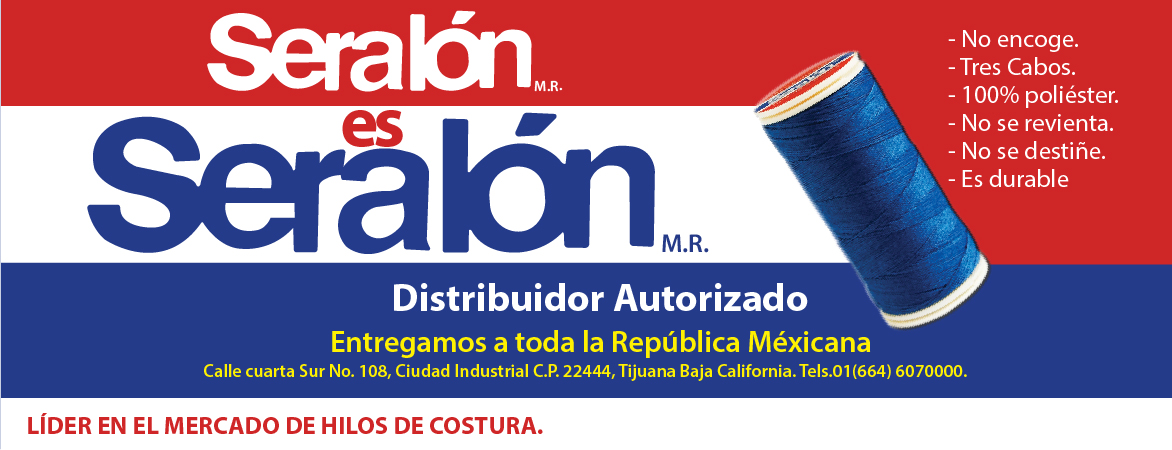 Seralón M.R.
es
Seralón M.R.
- No encoge.
- Tres Cabos.
- 100% poliéster.
- No se revienta.
- No se destiñe.
- Es durable
Distribuidor Autorizado
Entregamos a toda la República Méxicana
Calle cuarta Sur No. 108, Ciudad Industrial C.P. 22444, Tijuana Baja California. Tels.01(664) 6070000.
LÍDER EN EL MERCADO DE HILOS DE COSTURA.